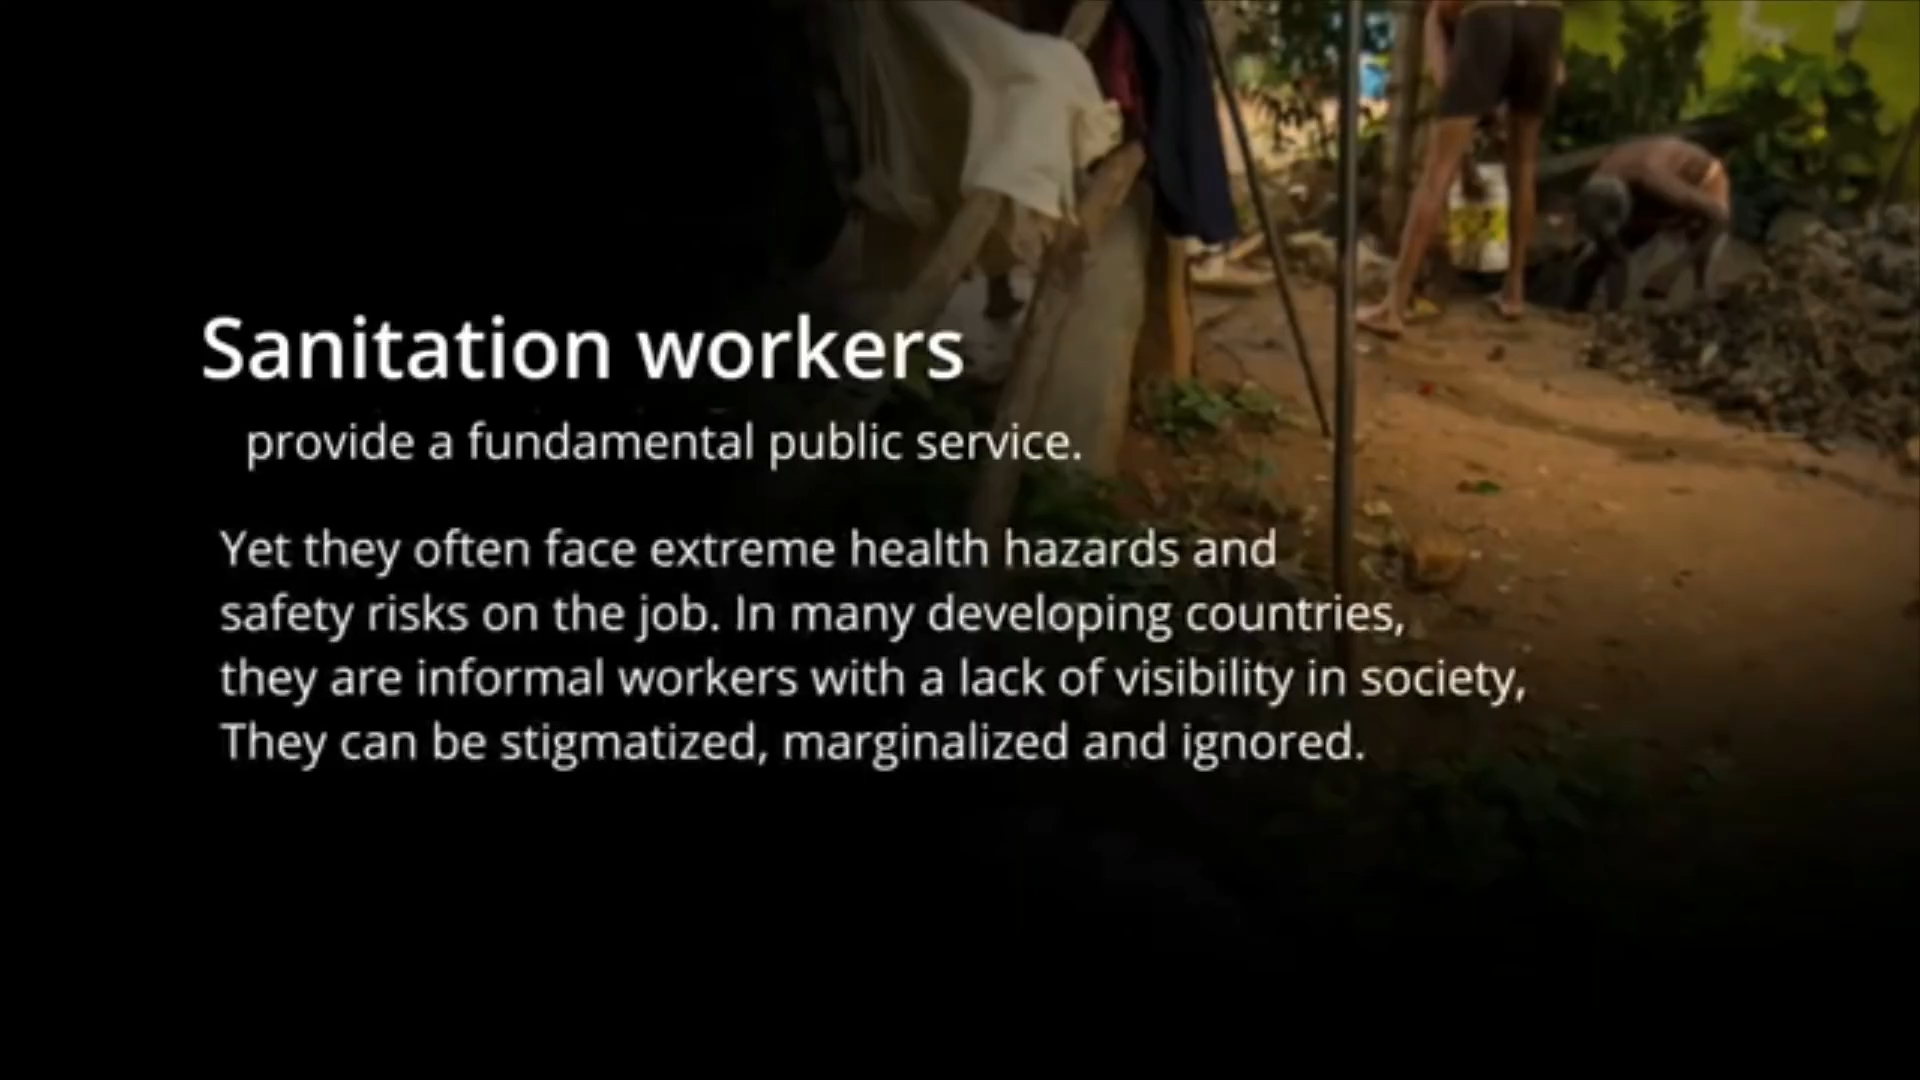 Sanitation workers
provide a fundamental public service.
Yet they often face extreme health hazards and
safety risks on the job. In many developing countries,
they are informal workers with a lack of visibility in society,
They can be stigmatized, marginalized and ignored.